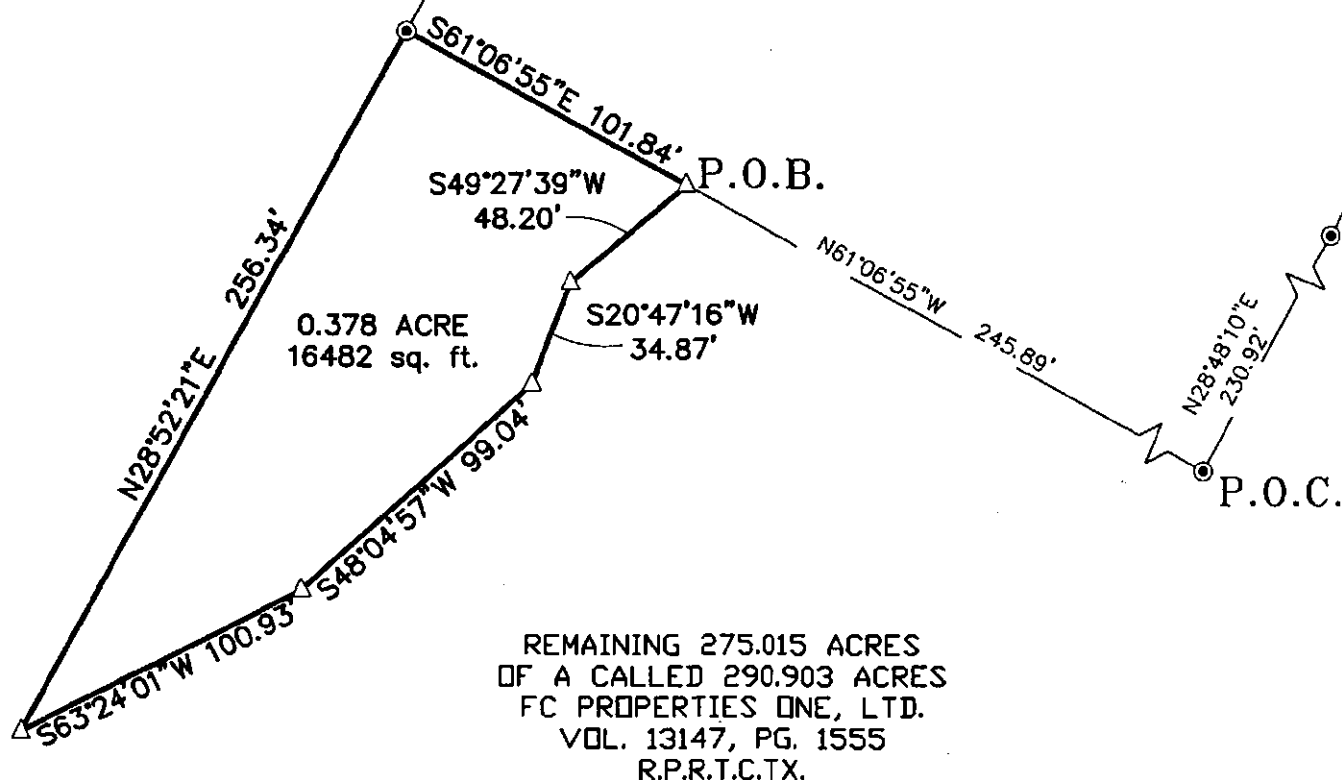 S61°06'55"E 101.84'
P.O.B.
S49°27'39"W
48.20'
N61°06'55"W 245.89'
N28°48'10"E
230.92'
256.34'
N28°52'21"E
0.378 ACRE
16482 sq. ft.
S20°47'16"W
34.87'
P.O.C.
S48°04'57"W 99.04'
S63°24'01"W 100.93'
REMAINING 275.015 ACRES
OF A CALLED 290.903 ACRES
FC PROPERTIES ONE, LTD.
VOL. 13147, PG. 1555
R.P.R.T.C.TX.